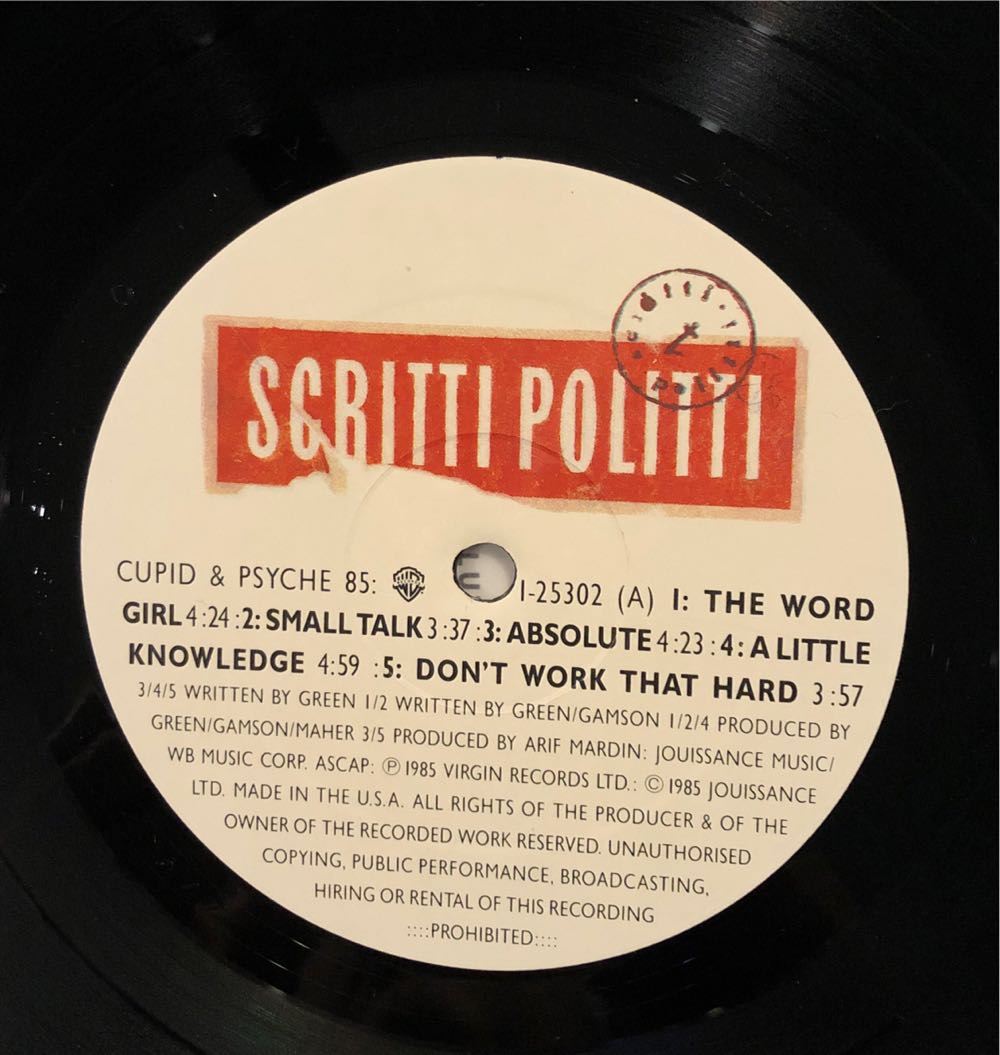 SCRITTI POLITTI
scritti politti
CUPID & PSYCHE 85: 1-25302 (A) 1: THE WORD
GIRL 4:24 :2: SMALL TALK 3:37 :3: ABSOLUTE 4:23 :4: A LITTLE
KNOWLEDGE 4:59 :5: DON'T WORK THAT HARD 3:57
3/4/5 WRITTEN BY GREEN 1/2 WRITTEN BY GREEN/GAMSON 1/2/4 PRODUCED BY
GREEN/GAMSON/MAHER 3/5 PRODUCED BY ARIF MARDIN: JOUISSANCE MUSIC/
WB MUSIC CORP. ASCAP: ℗ 1985 VIRGIN RECORDS LTD.: © 1985 JOUISSANCE
LTD. MADE IN THE U.S.A. ALL RIGHTS OF THE PRODUCER & OF THE
OWNER OF THE RECORDED WORK RESERVED. UNAUTHORISED
COPYING, PUBLIC PERFORMANCE, BROADCASTING,
HIRING OR RENTAL OF THIS RECORDING
::::PROHIBITED::::